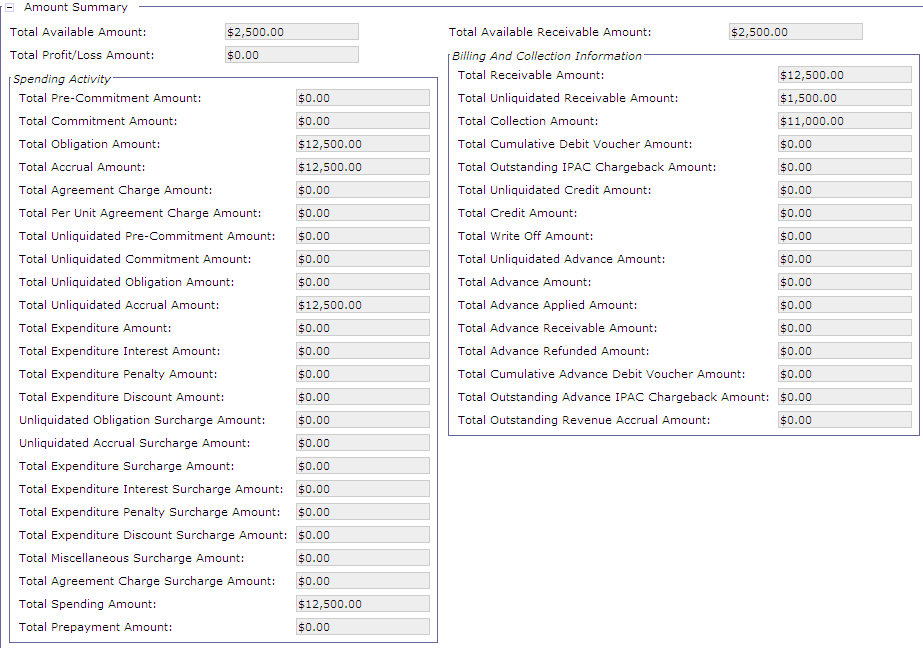 Amount Summary
Total Available Amount: $2,500.00
Total Available Receivable Amount: $2,500.00
Total Profit/Loss Amount: $0.00
Spending Activity
Total Pre-Commitment Amount: $0.00
Total Commitment Amount: $0.00
Total Obligation Amount: $12,500.00
Total Accrual Amount: $12,500.00
Total Agreement Charge Amount: $0.00
Total Per Unit Agreement Charge Amount: $0.00
Total Unliquidated Pre-Commitment Amount: $0.00
Total Unliquidated Commitment Amount: $0.00
Total Unliquidated Obligation Amount: $0.00
Total Unliquidated Accrual Amount: $12,500.00
Total Expenditure Amount: $0.00
Total Expenditure Interest Amount: $0.00
Total Expenditure Penalty Amount: $0.00
Total Expenditure Discount Amount: $0.00
Unliquidated Obligation Surcharge Amount: $0.00
Unliquidated Accrual Surcharge Amount: $0.00
Total Expenditure Surcharge Amount: $0.00
Total Expenditure Interest Surcharge Amount: $0.00
Total Expenditure Penalty Surcharge Amount: $0.00
Total Expenditure Discount Surcharge Amount: $0.00
Total Miscellaneous Surcharge Amount: $0.00
Total Agreement Charge Surcharge Amount: $0.00
Total Spending Amount: $12,500.00
Total Prepayment Amount: $0.00
Billing And Collection Information
Total Receivable Amount: $12,500.00
Total Unliquidated Receivable Amount: $1,500.00
Total Collection Amount: $11,000.00
Total Cumulative Debit Voucher Amount: $0.00
Total Outstanding IPAC Chargeback Amount: $0.00
Total Unliquidated Credit Amount: $0.00
Total Credit Amount: $0.00
Total Write Off Amount: $0.00
Total Unliquidated Advance Amount: $0.00
Total Advance Amount: $0.00
Total Advance Applied Amount: $0.00
Total Advance Receivable Amount: $0.00
Total Advance Refunded Amount: $0.00
Total Cumulative Advance Debit Voucher Amount: $0.00
Total Outstanding Advance IPAC Chargeback Amount: $0.00
Total Outstanding Revenue Accrual Amount: $0.00